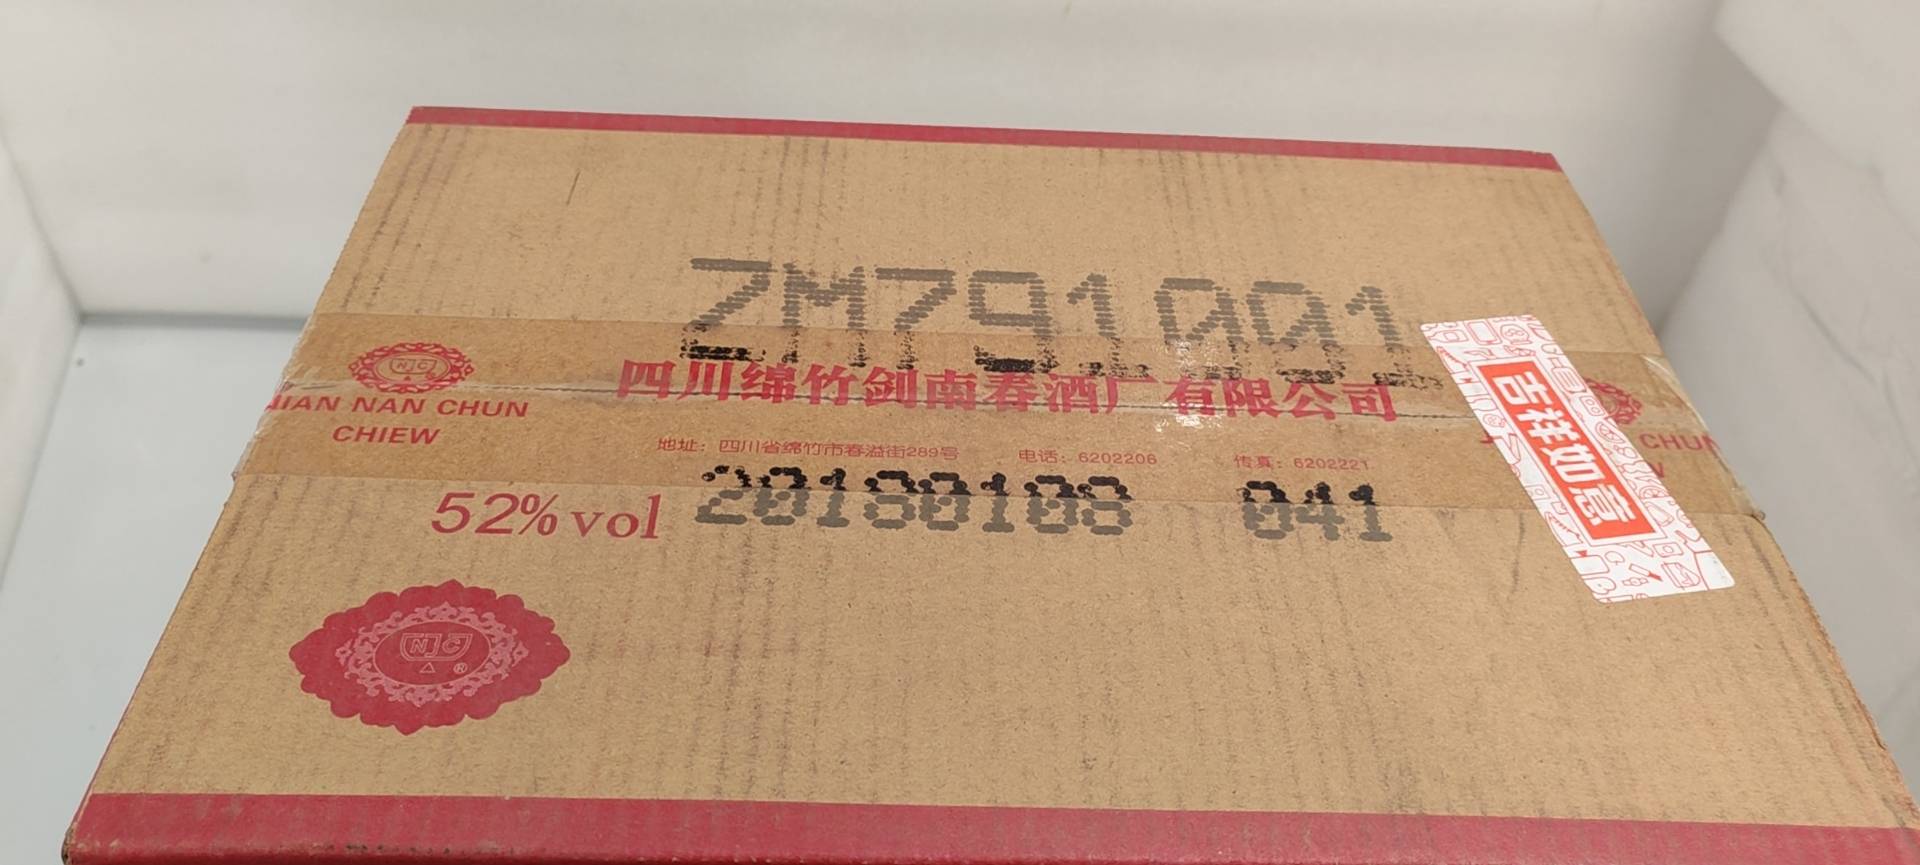 ZM791001
NJC
JIAN NAN CHUN
CHIEW
四川绵竹剑南春酒厂有限公司
地址：四川省绵竹市春溢街289号 电话：6202206 传真：6202221
吉祥如意
CHUN
52%vol 20180108 041
NJC
®